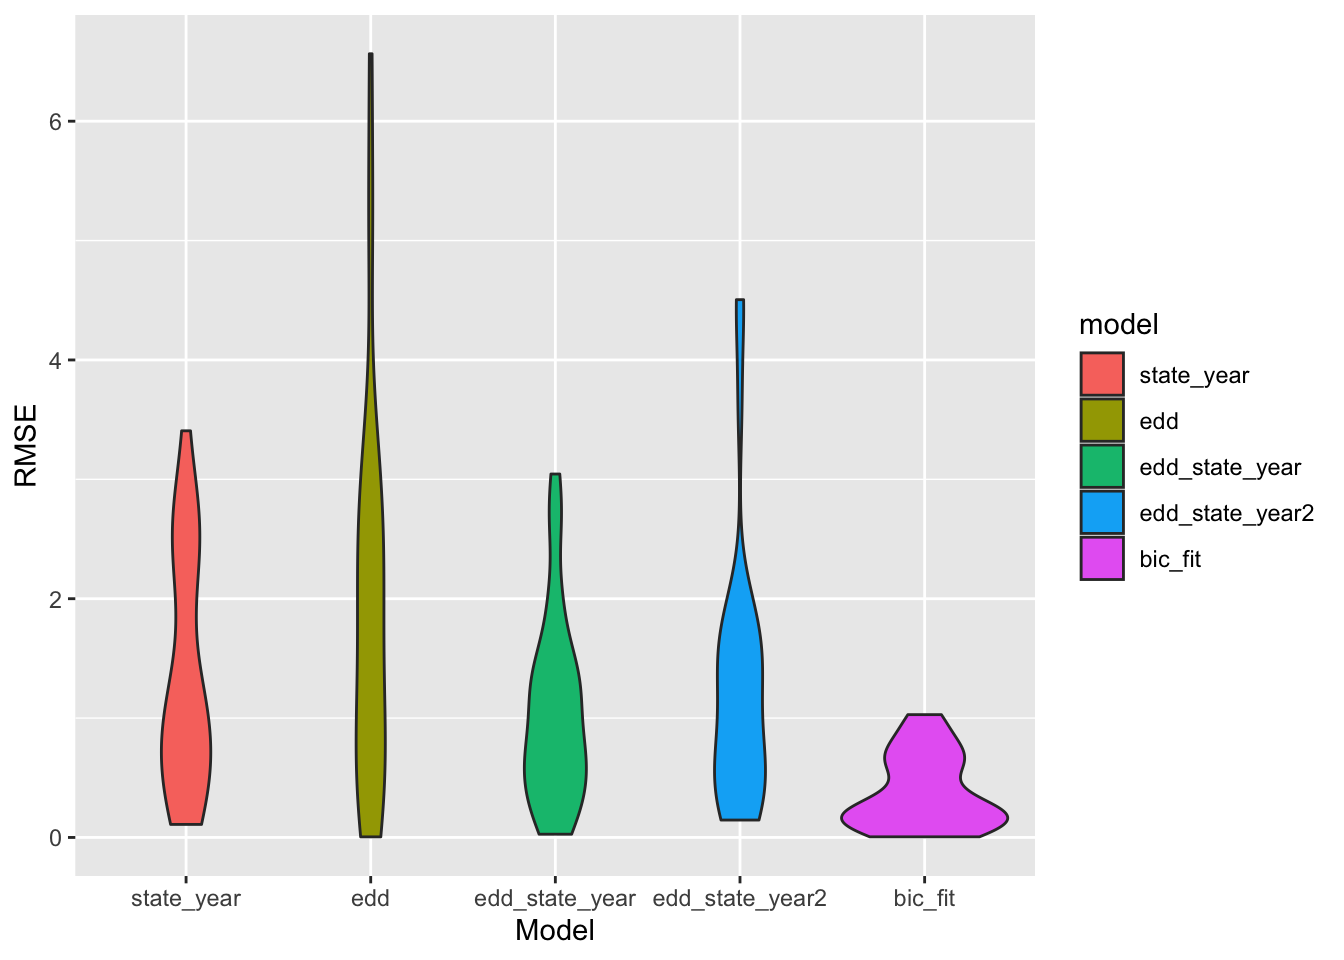 RMSE
6
4
2
0
state_year
edd
edd_state_year
edd_state_year2
bic_fit
Model
model
state_year
edd
edd_state_year
edd_state_year2
bic_fit